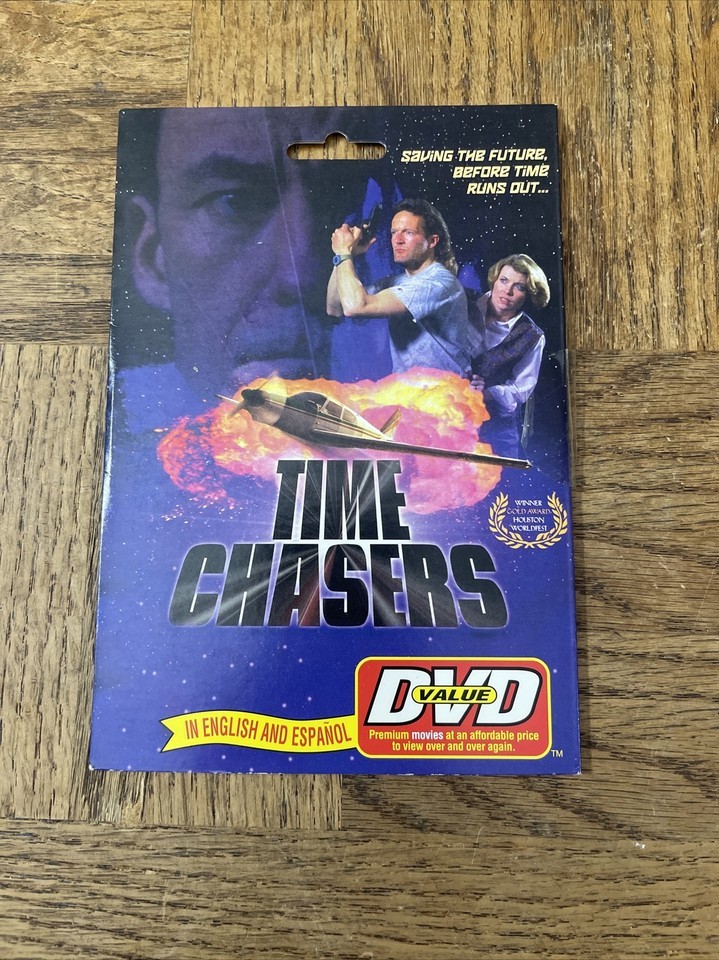 SAVING THE FUTURE,
BEFORE TIME
RUNS OUT...
TIME
CHASERS
WINNER
GOLD AWARD
HOUSTON
WORLDFEST
IN ENGLISH AND ESPAÑOL
DVD
VALUE
Premium movies at an affordable price
to view over and over again.
TM